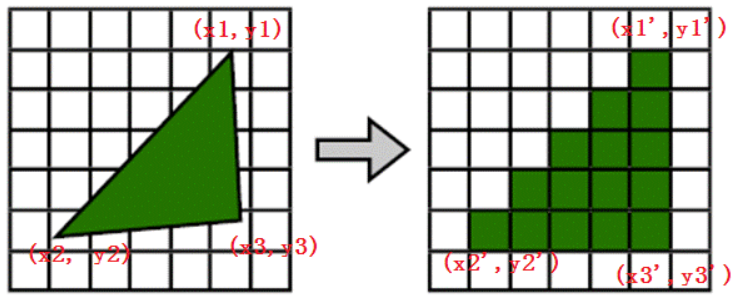 (x1,y1)
(x2, y2)
(x3,y3)
(x1',y1')
(x2',y2')
(x3',y3')